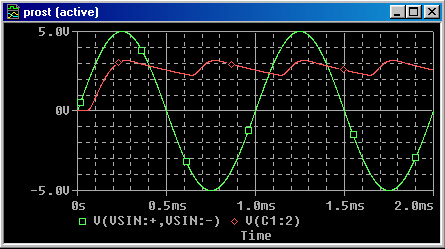 prost (active)
5.0V
0V
-5.0V
0s 0.5ms 1.0ms 1.5ms 2.0ms
V(VSIN:+,VSIN:-) V(C1:2)
Time